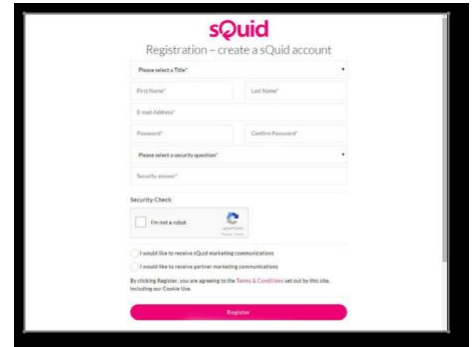 sQuid
Registration – create a sQuid account
Please select a Title*
First Name* Last Name*
E-mail Address*
Password* Confirm Password*
Please select a security question*
Security answer*
Security Check
I'm not a robot
reCAPTCHA
Privacy - Terms
I would like to receive sQuid marketing communications
I would like to receive partner marketing communications
By clicking Register, you are agreeing to the Terms & Conditions set out by this site,
including our Cookie Use.
Register